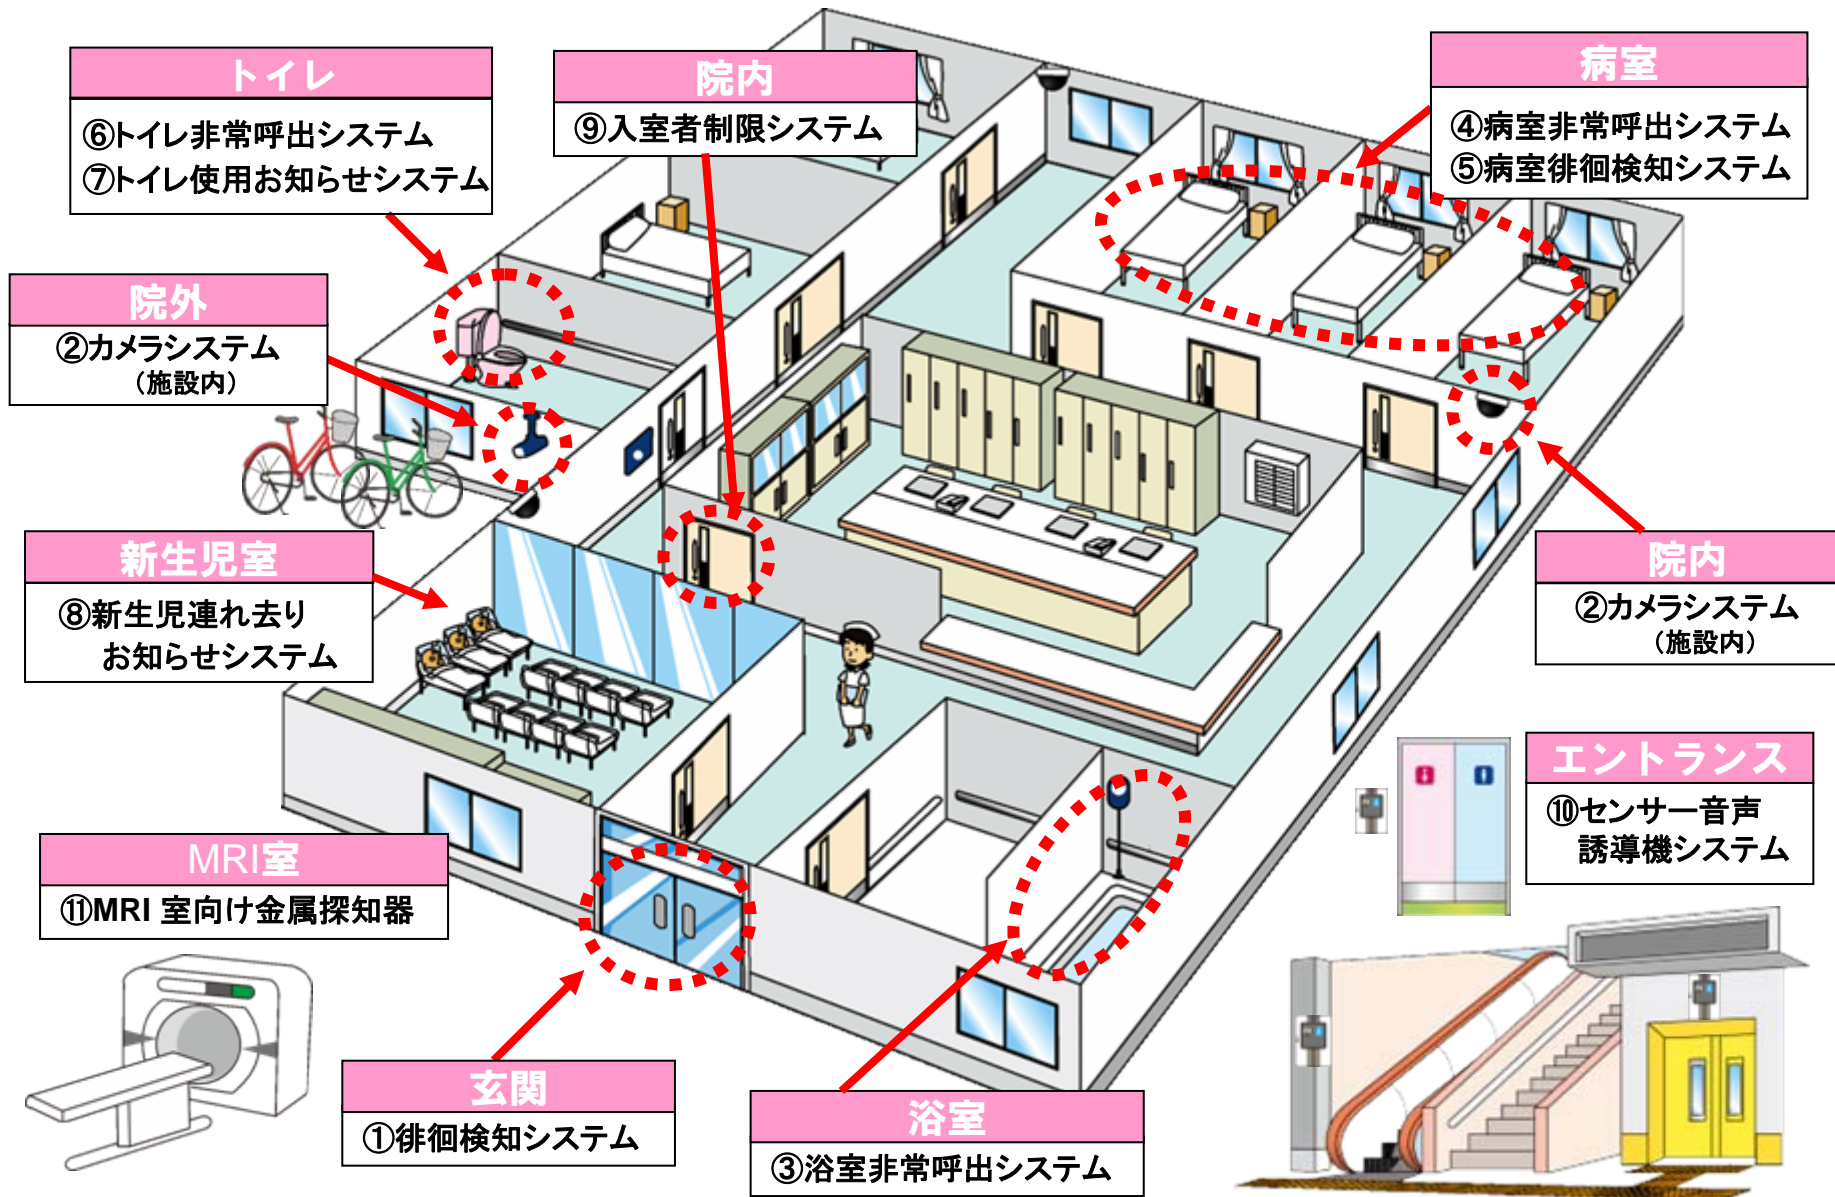 トイレ
⑥トイレ非常呼出システム
⑦トイレ使用お知らせシステム
院内
⑨入室者制限システム
病室
④病室非常呼出システム
⑤病室徘徊検知システム
院外
②カメラシステム
（施設内）
新生児室
⑧新生児連れ去り
お知らせシステム
院内
②カメラシステム
（施設内）
エントランス
⑩センサー音声
誘導機システム
MRI室
⑪MRI 室向け金属探知器
玄関
①徘徊検知システム
浴室
③浴室非常呼出システム